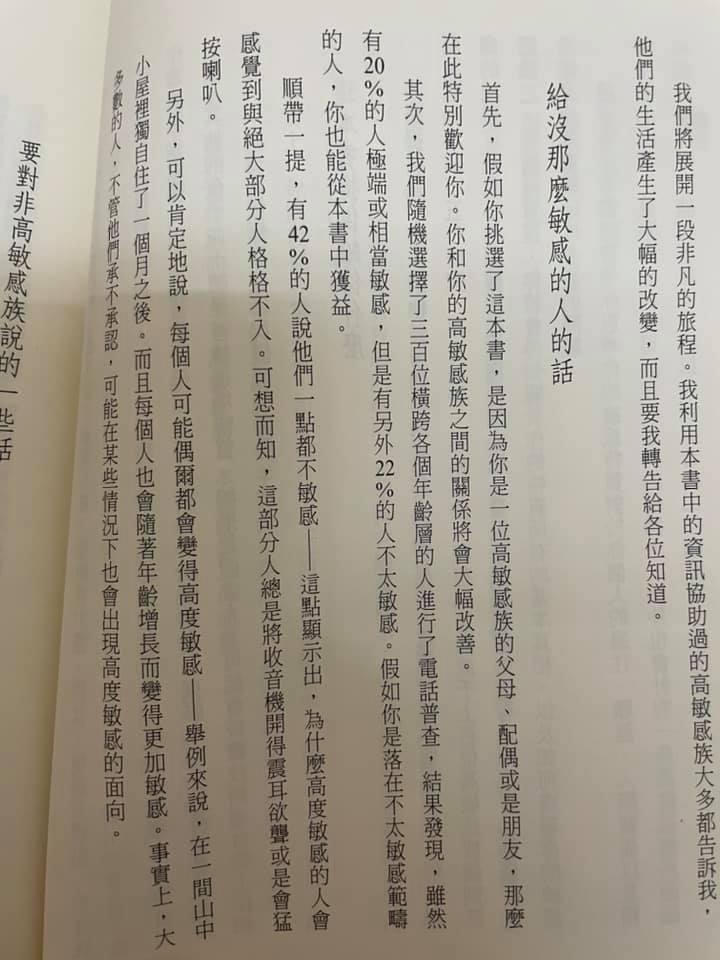 我們將展開一段非凡的旅程。我利用本書中的資訊協助過的高敏感族大多都告訴我，
他們的生活產生了大幅的改變，而且要我轉告給各位知道。
給沒那麼敏感的人的話
首先，假如你挑選了這本書，是因為你是一位高敏感族的父母、配偶或是朋友，那麼
在此特別歡迎你。你和你的高敏感族之間的關係將會大幅改善。
其次，我們隨機選擇了三百位橫跨各個年齡層的人進行了電話普查，結果發現，雖然
有20%的人極端或相當敏感，但是有另外22%的人不太敏感。假如你是落在不太敏感範疇
的人，你也能從本書中獲益。
順帶一提，有42%的人說他們一點都不敏感——這點顯示出，為什麼高度敏感的人會
感覺到與絕大部分人格格不入。可想而知，這部分人總是將收音機開得震耳欲聾或是會猛
按喇叭。
另外，可以肯定地說，每個人可能偶爾都會變得高度敏感——舉例來說，在一間山中
小屋裡獨自住了一個月之後。而且每個人也會隨著年齡增長而變得更加敏感。事實上，大
多數的人，不管他們承不承認，可能在某些情況下也會出現高度敏感的面向。
要對非高敏感族說的一些話